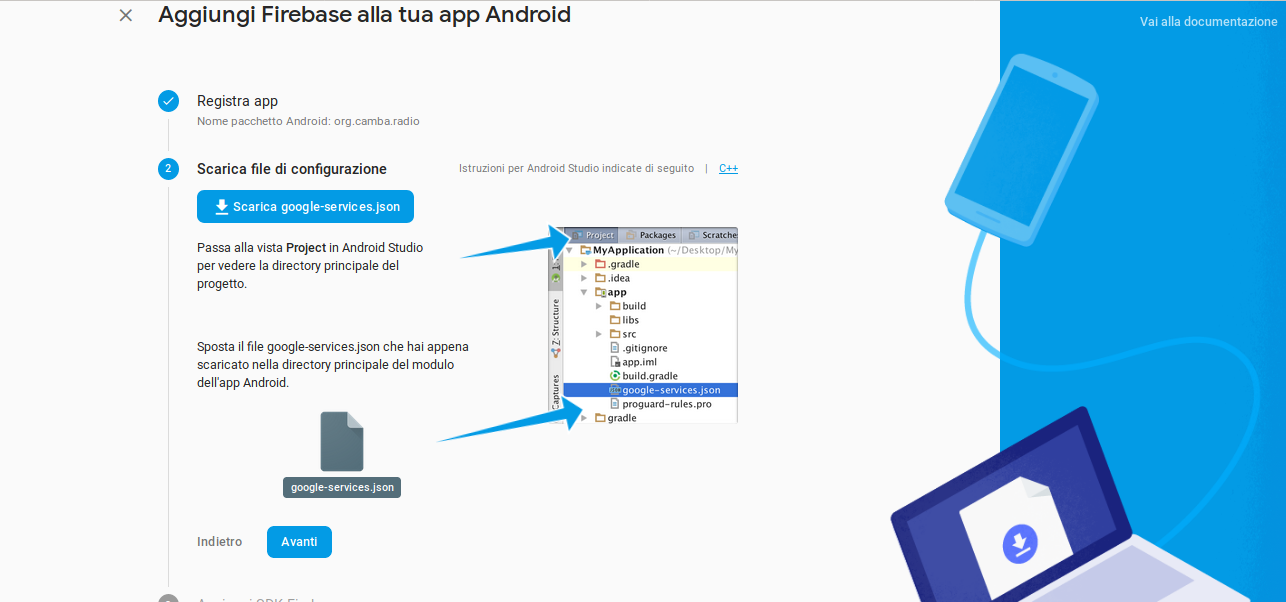 Aggiungi Firebase alla tua app Android
Vai alla documentazione
Registra app
Nome pacchetto Android: org.camba.radio
2
Scarica file di configurazione
Istruzioni per Android Studio indicate di seguito | C++
Scarica google-services.json
Passa alla vista Project in Android Studio
per vedere la directory principale del
progetto.
Sposta il file google-services.json che hai appena
scaricato nella directory principale del modulo
dell'app Android.
google-services.json
Project Packages Scratche
MyApplication (~/Desktop/My
.gradle
.idea
app
build
libs
src
.gitignore
app.iml
build.gradle
google-services.json
proguard-rules.pro
gradle
Z: Structure
Captures
Indietro
Avanti